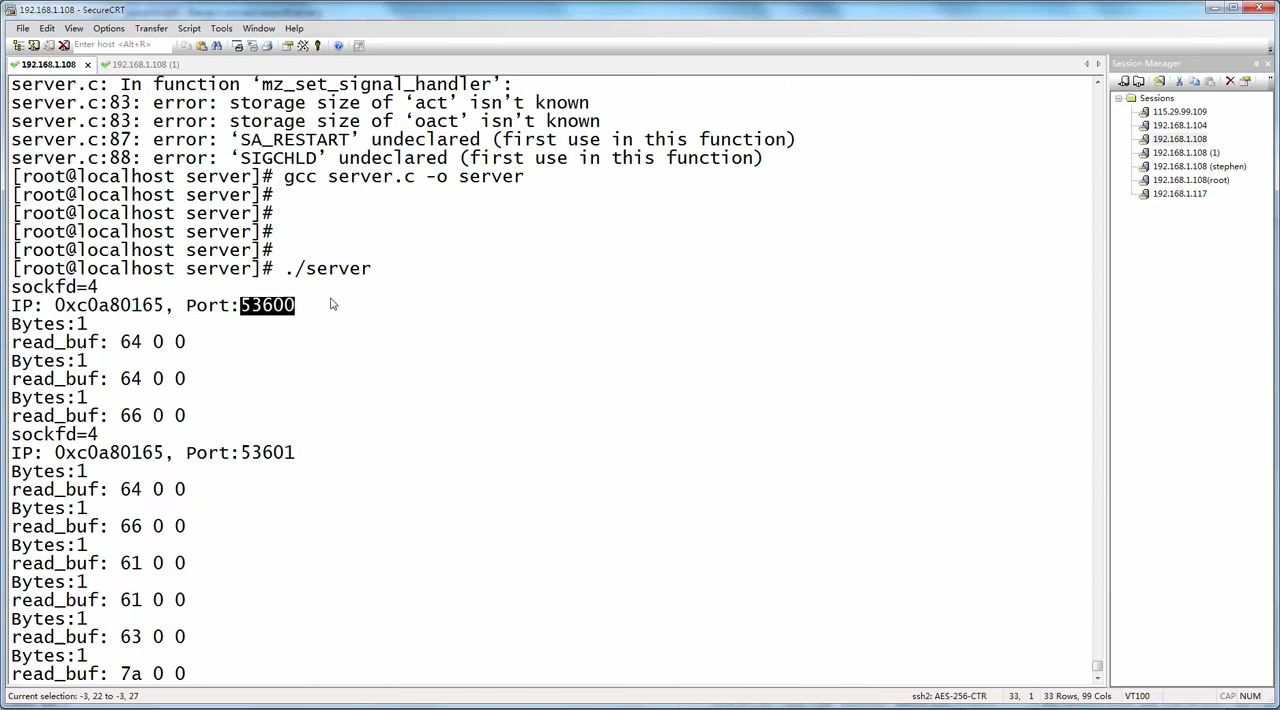 192.168.1.108 - SecureCRT
File Edit View Options Transfer Script Tools Window Help
Enter host <Alt+R>
192.168.1.108 192.168.1.108 (1)
server.c: In function ‘mz_set_signal_handler’:
server.c:83: error: storage size of ‘act’ isn’t known
server.c:83: error: storage size of ‘oact’ isn’t known
server.c:87: error: ‘SA_RESTART’ undeclared (first use in this function)
server.c:88: error: ‘SIGCHLD’ undeclared (first use in this function)
[root@localhost server]# gcc server.c -o server
[root@localhost server]#
[root@localhost server]#
[root@localhost server]#
[root@localhost server]#
[root@localhost server]# ./server
sockfd=4
IP: 0xc0a80165, Port:53600
Bytes:1
read_buf: 64 0 0
Bytes:1
read_buf: 64 0 0
Bytes:1
read_buf: 66 0 0
sockfd=4
IP: 0xc0a80165, Port:53601
Bytes:1
read_buf: 64 0 0
Bytes:1
read_buf: 66 0 0
Bytes:1
read_buf: 61 0 0
Bytes:1
read_buf: 61 0 0
Bytes:1
read_buf: 63 0 0
Bytes:1
read_buf: 7a 0 0
Session Manager
Sessions
115.29.99.109
192.168.1.104
192.168.1.108
192.168.1.108 (1)
192.168.1.108 (stephen)
192.168.1.108(root)
192.168.1.117
Current selection: -3, 22 to -3, 27 ssh2: AES-256-CTR 33, 1 33 Rows, 99 Cols VT100 CAP NUM